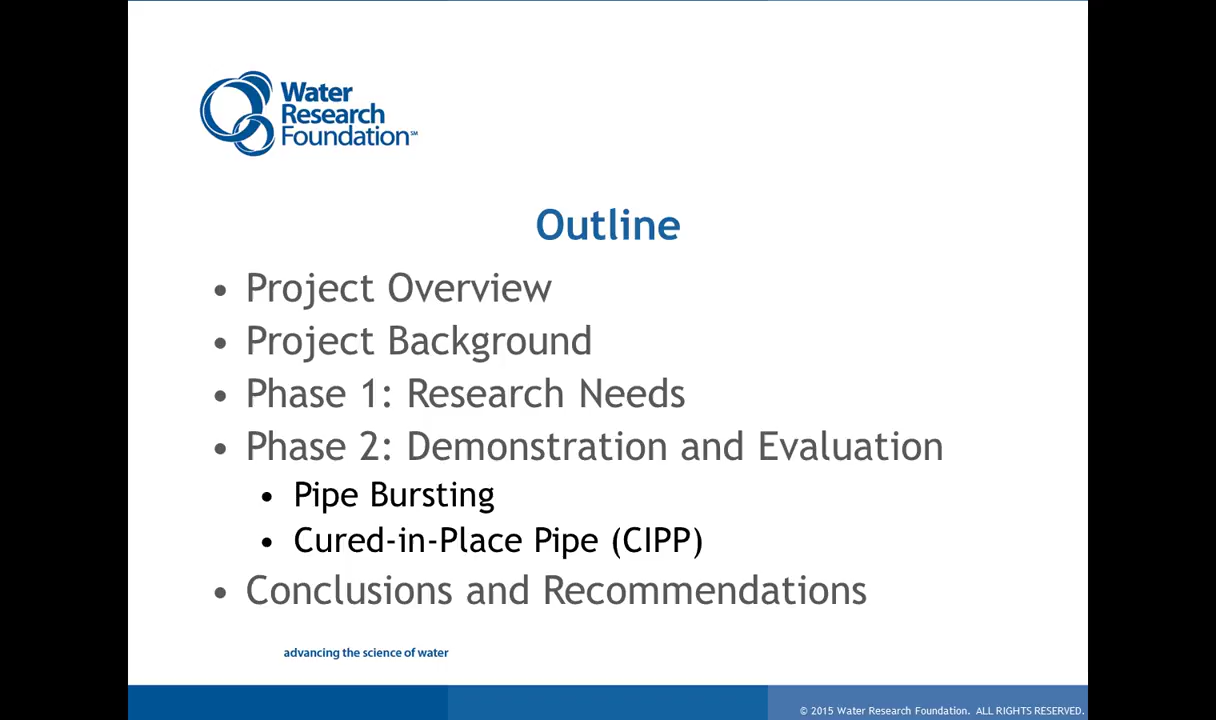 Water
Research
Foundation℠
Outline
• Project Overview
• Project Background
• Phase 1: Research Needs
• Phase 2: Demonstration and Evaluation
• Pipe Bursting
• Cured-in-Place Pipe (CIPP)
• Conclusions and Recommendations
advancing the science of water
© 2015 Water Research Foundation. ALL RIGHTS RESERVED.